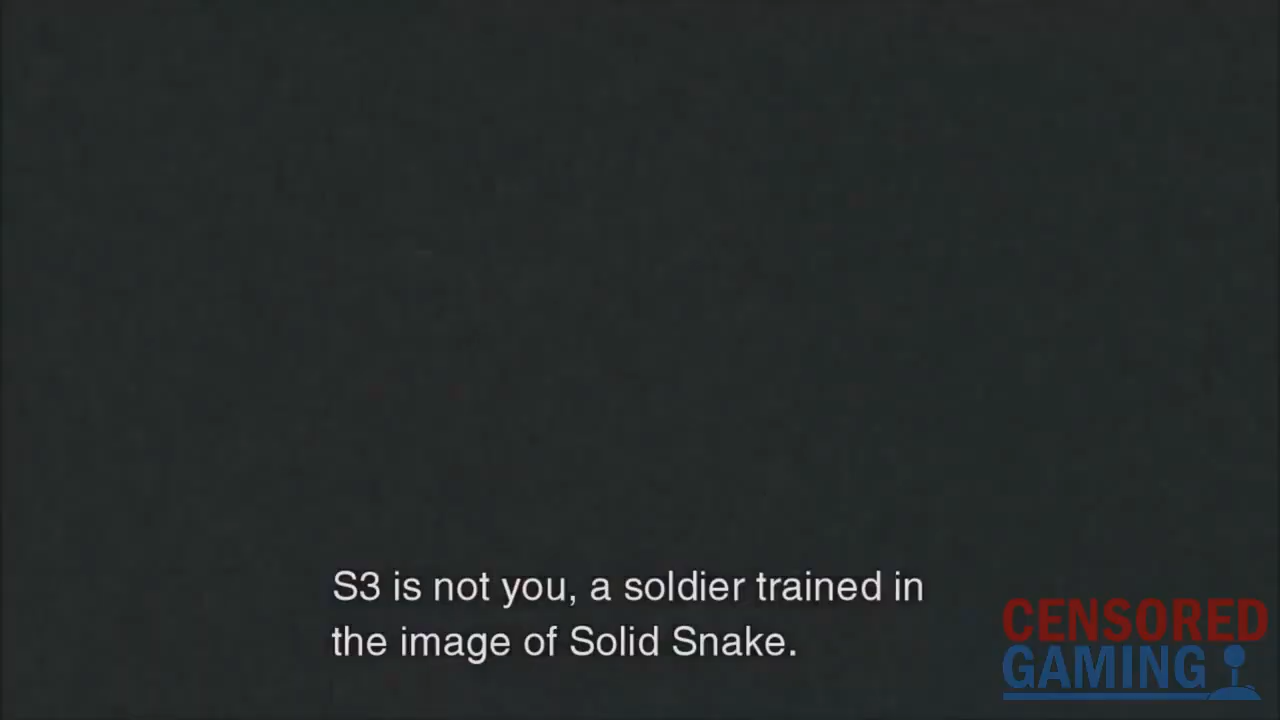 S3 is not you, a soldier trained in
the image of Solid Snake.
CENSORED
GAMING